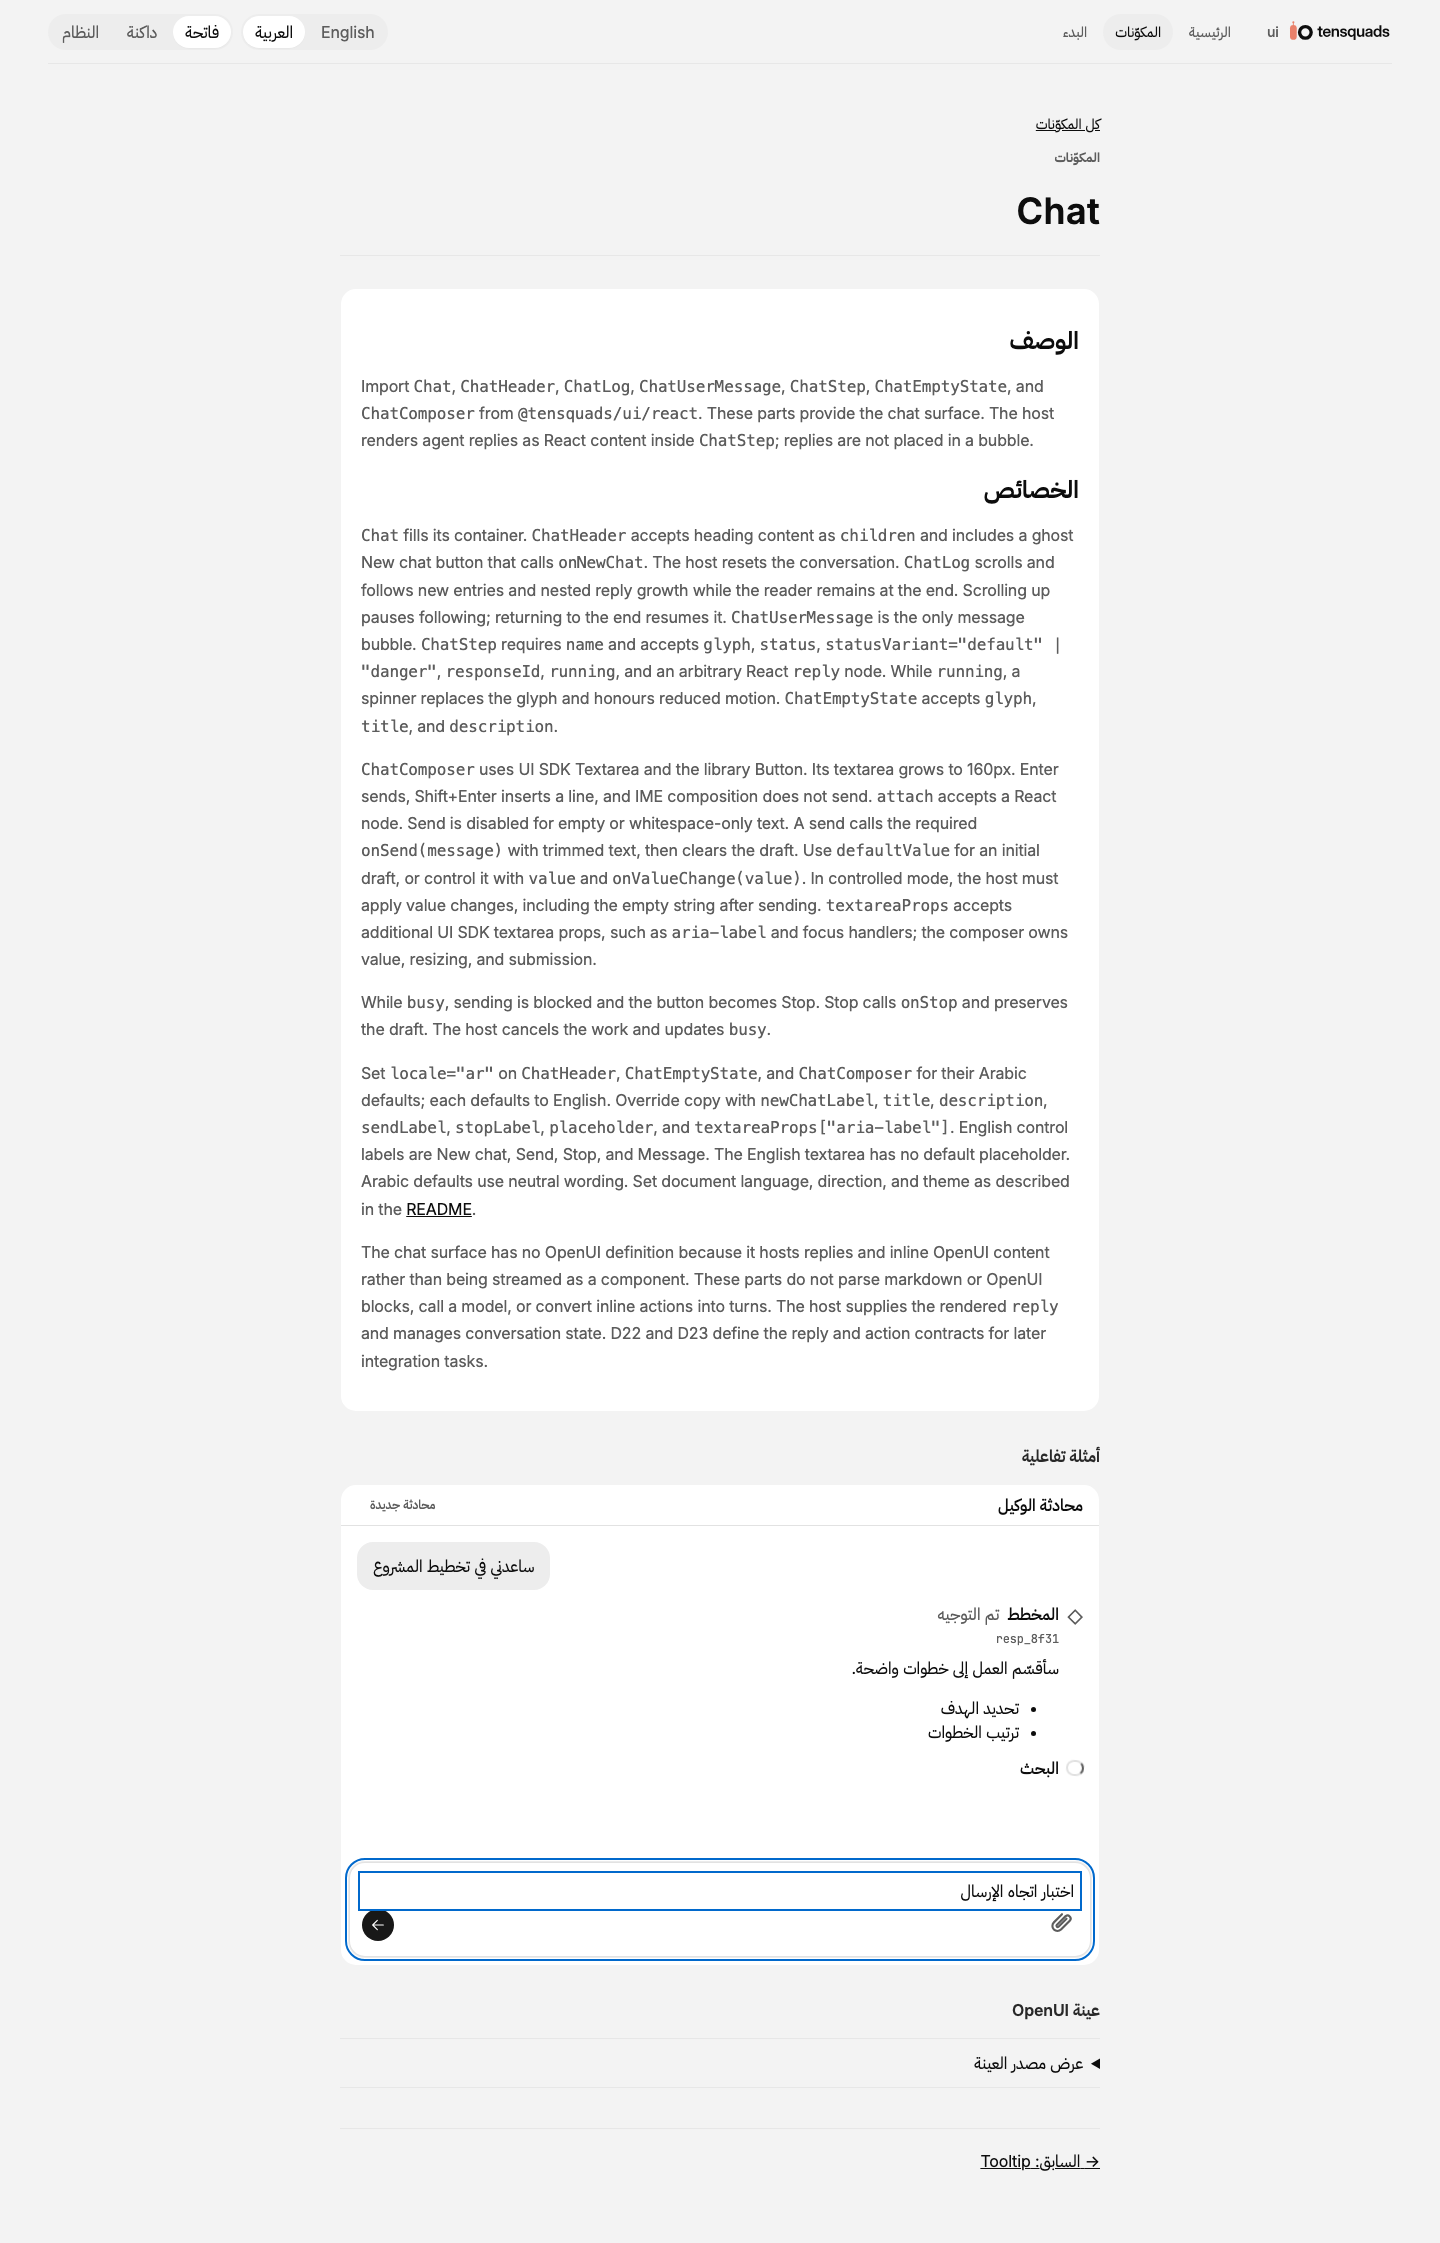 tensquads ui
الرئيسية
المكوّنات
البدء
English
العربية
فاتحة
داكنة
النظام
كل المكوّنات
المكوّنات
Chat
الوصف
Import Chat, ChatHeader, ChatLog, ChatUserMessage, ChatStep, ChatEmptyState, and
ChatComposer from @tensquads/ui/react. These parts provide the chat surface. The host
renders agent replies as React content inside ChatStep; replies are not placed in a bubble.
الخصائص
Chat fills its container. ChatHeader accepts heading content as children and includes a ghost
New chat button that calls onNewChat. The host resets the conversation. ChatLog scrolls and
follows new entries and nested reply growth while the reader remains at the end. Scrolling up
pauses following; returning to the end resumes it. ChatUserMessage is the only message
bubble. ChatStep requires name and accepts glyph, status, statusVariant="default" |
"danger", responseId, running, and an arbitrary React reply node. While running, a
spinner replaces the glyph and honours reduced motion. ChatEmptyState accepts glyph,
title, and description.
ChatComposer uses UI SDK Textarea and the library Button. Its textarea grows to 160px. Enter
sends, Shift+Enter inserts a line, and IME composition does not send. attach accepts a React
node. Send is disabled for empty or whitespace-only text. A send calls the required
onSend(message) with trimmed text, then clears the draft. Use defaultValue for an initial
draft, or control it with value and onValueChange(value). In controlled mode, the host must
apply value changes, including the empty string after sending. textareaProps accepts
additional UI SDK textarea props, such as aria-label and focus handlers; the composer owns
value, resizing, and submission.
While busy, sending is blocked and the button becomes Stop. Stop calls onStop and preserves
the draft. The host cancels the work and updates busy.
Set locale="ar" on ChatHeader, ChatEmptyState, and ChatComposer for their Arabic
defaults; each defaults to English. Override copy with newChatLabel, title, description,
sendLabel, stopLabel, placeholder, and textareaProps["aria-label"]. English control
labels are New chat, Send, Stop, and Message. The English textarea has no default placeholder.
Arabic defaults use neutral wording. Set document language, direction, and theme as described
in the README.
The chat surface has no OpenUI definition because it hosts replies and inline OpenUI content
rather than being streamed as a component. These parts do not parse markdown or OpenUI
blocks, call a model, or convert inline actions into turns. The host supplies the rendered reply
and manages conversation state. D22 and D23 define the reply and action contracts for later
integration tasks.
أمثلة تفاعلية
محادثة الوكيل
محادثة جديدة
ساعدني في تخطيط المشروع
المخطط تم التوجيه
resp_8f31
سأقسّم العمل إلى خطوات واضحة.
• تحديد الهدف
• ترتيب الخطوات
البحث
اختبار اتجاه الإرسال
عينة OpenUI
عرض مصدر العينة
→ السابق: Tooltip